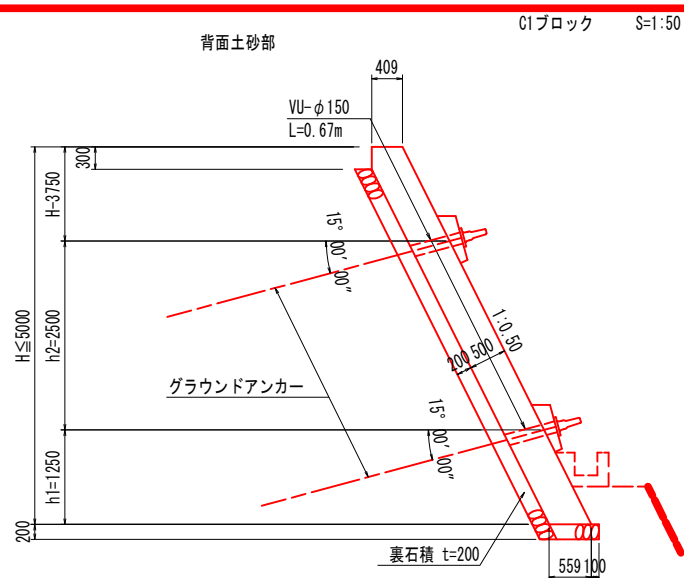 C1ブロック S=1:50
背面土砂部
409
VU-φ150
L=0.67m
300
H-3750
15°00′00″
H≦5000
h2=2500
1:0.50
200 500
グラウンドアンカー
15°00′00″
h1=1250
200
裏石積 t=200
559 100